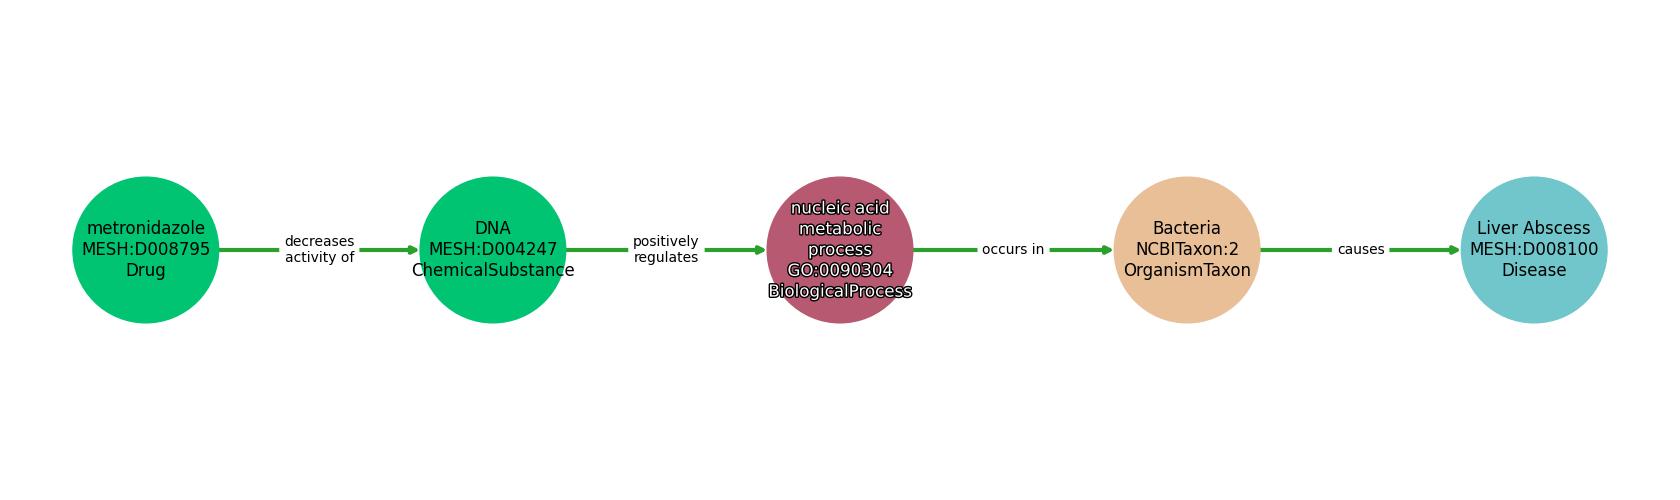 metronidazole
MESH:D008795
Drug
decreases
activity of
DNA
MESH:D004247
ChemicalSubstance
positively
regulates
nucleic acid
metabolic
process
GO:0090304
BiologicalProcess
occurs in
Bacteria
NCBITaxon:2
OrganismTaxon
causes
Liver Abscess
MESH:D008100
Disease